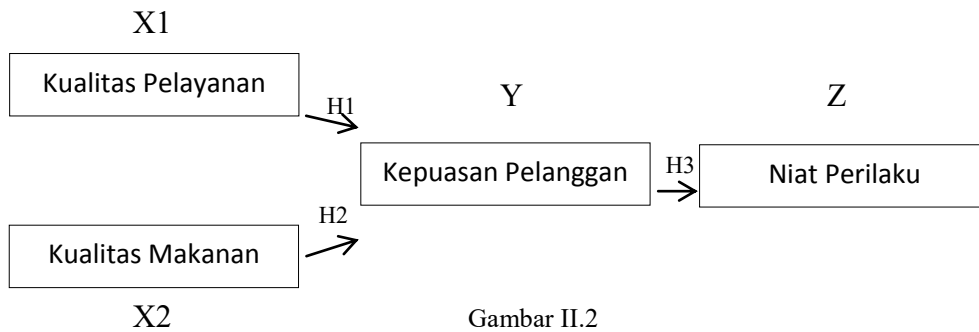 X1
Kualitas Pelayanan
H1
Y
Z
Kepuasan Pelanggan
H3
Niat Perilaku
H2
Kualitas Makanan
X2
Gambar II.2